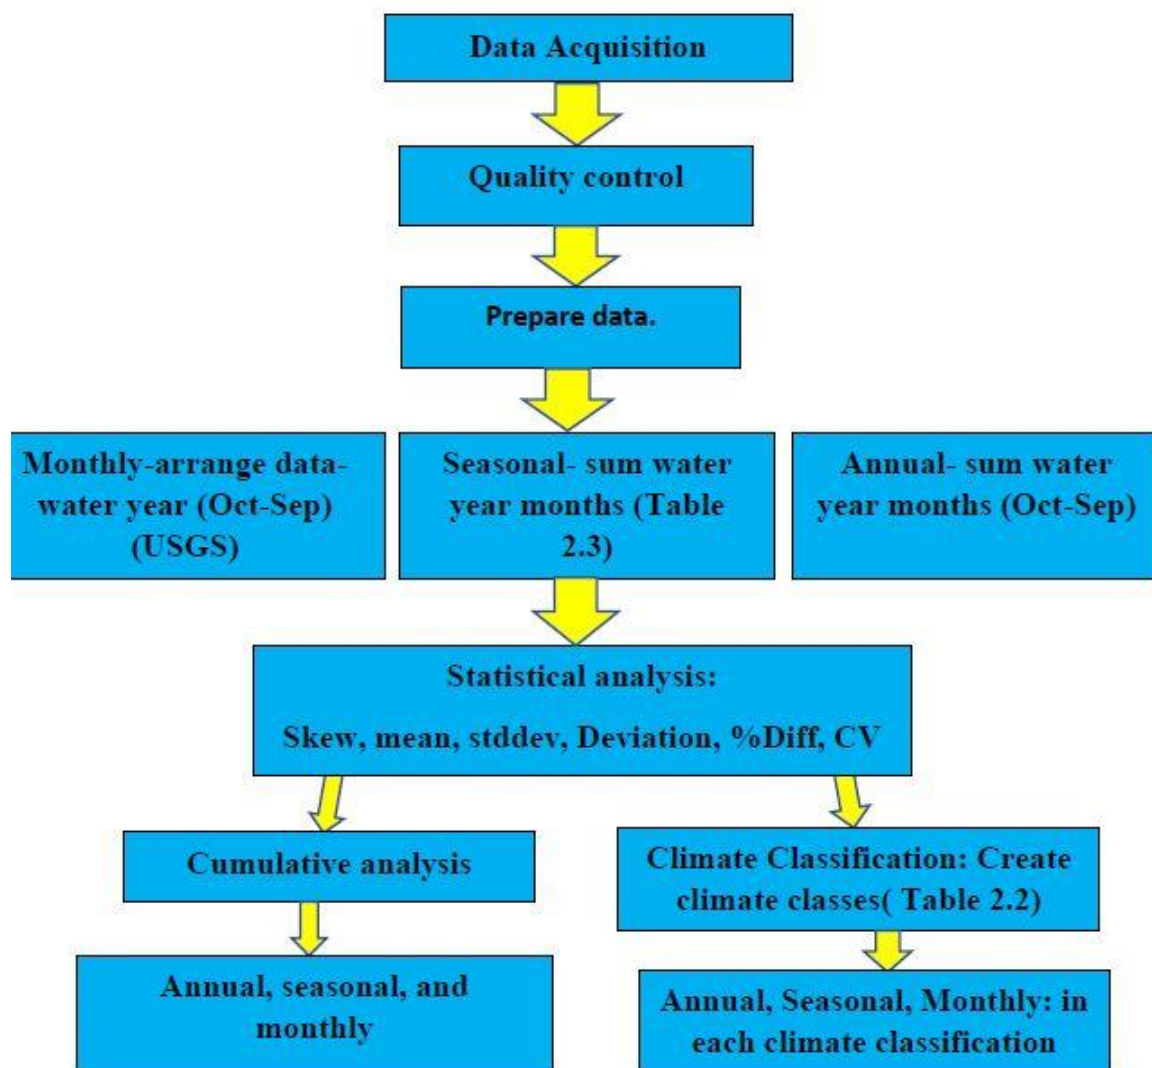 Data Acquisition
Quality control
Prepare data.
Monthly-arrange data-
water year (Oct-Sep)
(USGS)
Seasonal- sum water
year months (Table
2.3)
Annual- sum water
year months (Oct-Sep)
Statistical analysis:
Skew, mean, stddev, Deviation, %Diff, CV
Cumulative analysis
Climate Classification: Create
climate classes( Table 2.2)
Annual, seasonal, and
monthly
Annual, Seasonal, Monthly: in
each climate classification